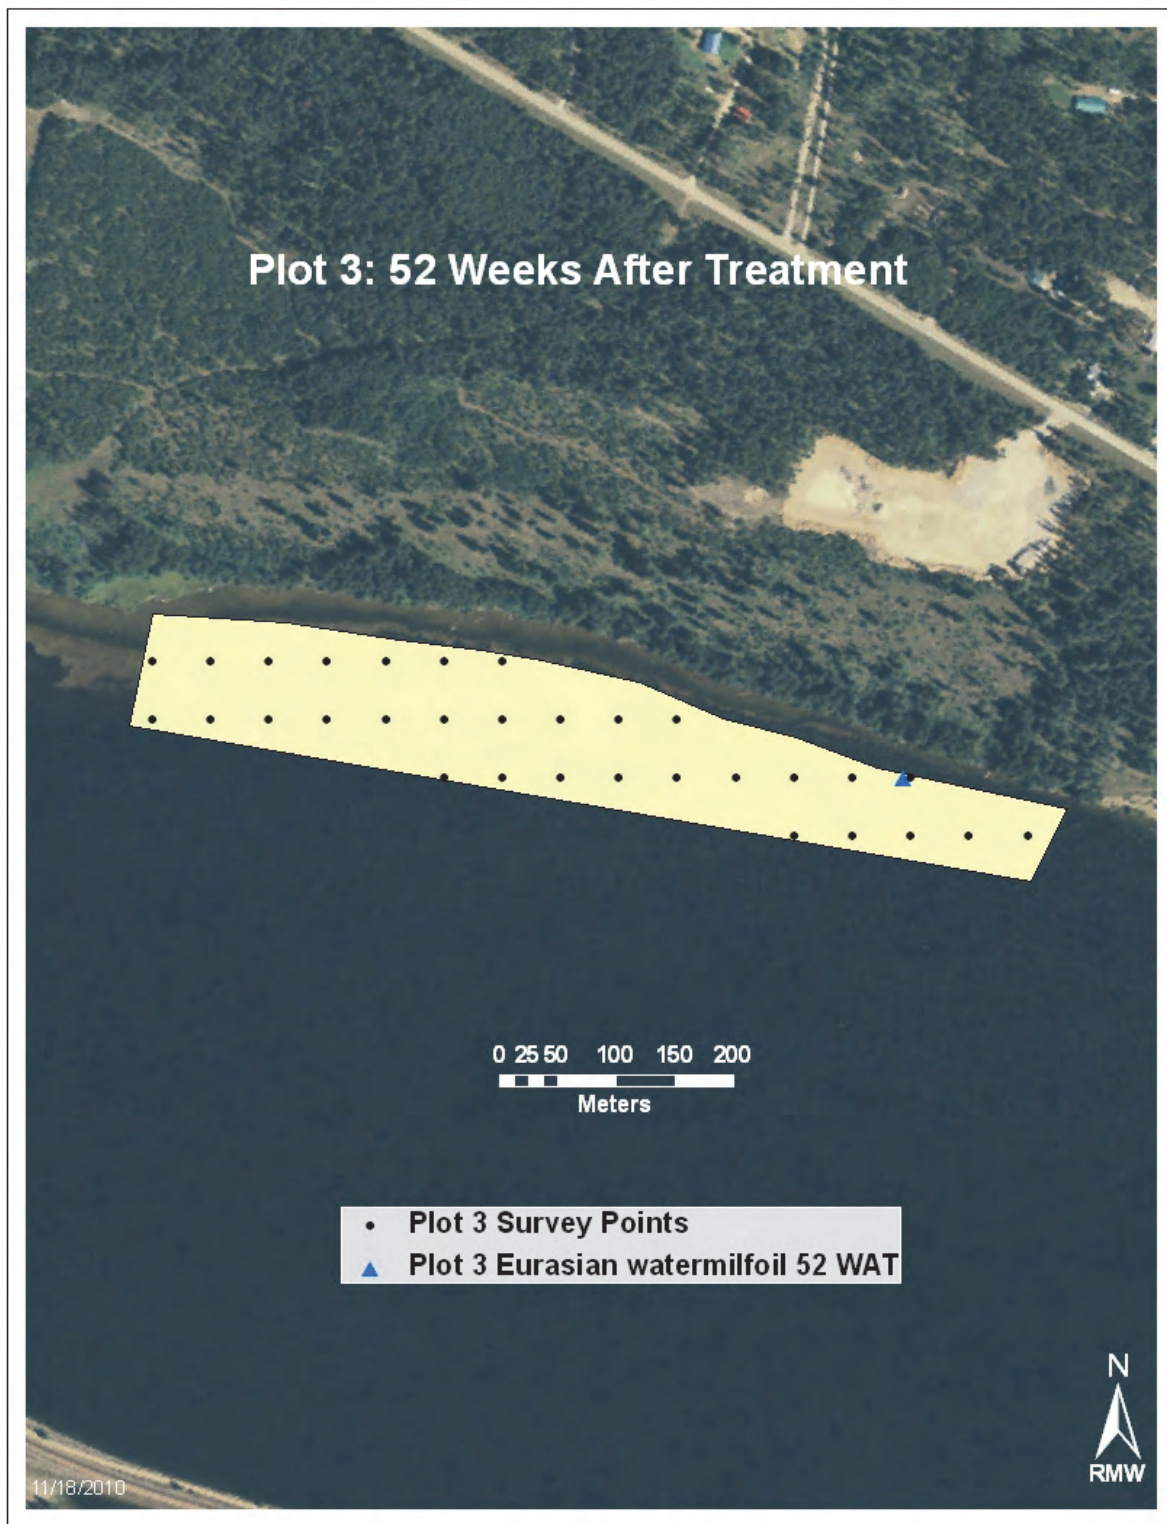 Plot 3: 52 Weeks After Treatment
0 25 50 100 150 200
Meters
Plot 3 Survey Points
Plot 3 Eurasian watermilfoil 52 WAT
N
RMW
11/18/2010